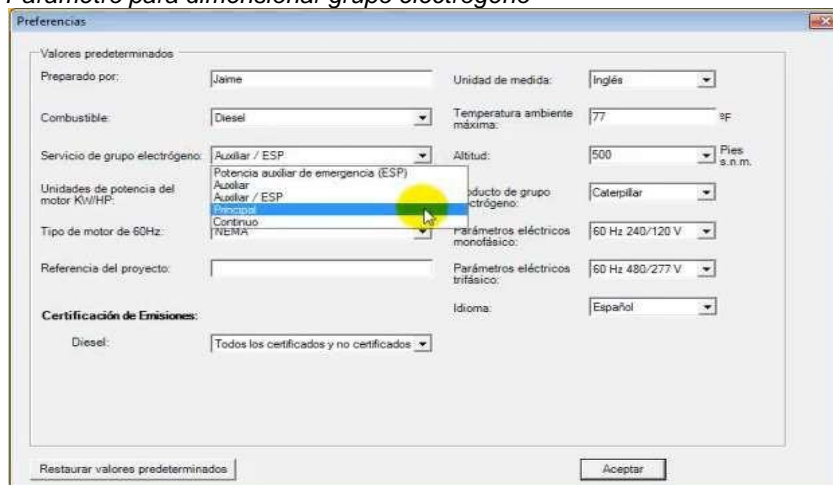 Parámetro para dimensionar grupo electrógeno
Preferencias
Valores predeterminados
Preparado por:
Jaime
Unidad de medida:
Inglés
Combustible:
Diesel
Temperatura ambiente
máxima:
77
ºF
Servicio de grupo electrógeno:
Auxiliar / ESP
Altitud:
500
Pies
s.n.m.
Potencia auxiliar de emergencia (ESP)
Auxiliar
Auxiliar / ESP
Principal
Continuo
Unidades de potencia del
motor KW/HP:
oducto de grupo
ectrógeno:
Caterpillar
Tipo de motor de 60Hz:
NEMA
Parámetros eléctricos
monofásico:
60 Hz 240/120 V
Referencia del proyecto:
Parámetros eléctricos
trifásico:
60 Hz 480/277 V
Certificación de Emisiones:
Idioma:
Español
Diesel:
Todos los certificados y no certificados
Restaurar valores predeterminados
Aceptar